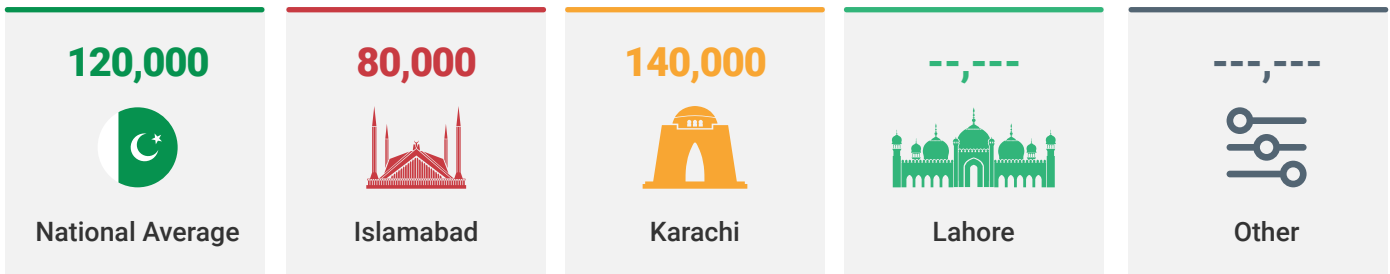 120,000
National Average
80,000
Islamabad
140,000
Karachi
--,---
Lahore
---,---
Other